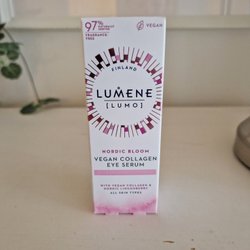 97%
FRAGRANCE-
FREE
VEGAN
FINLAND
LUMENE
[LUMO]
NORDIC BLOOM
VEGAN COLLAGEN
EYE SERUM
WITH VEGAN COLLAGEN &
NORDIC LINGONBERRY
ALL SKIN TYPES